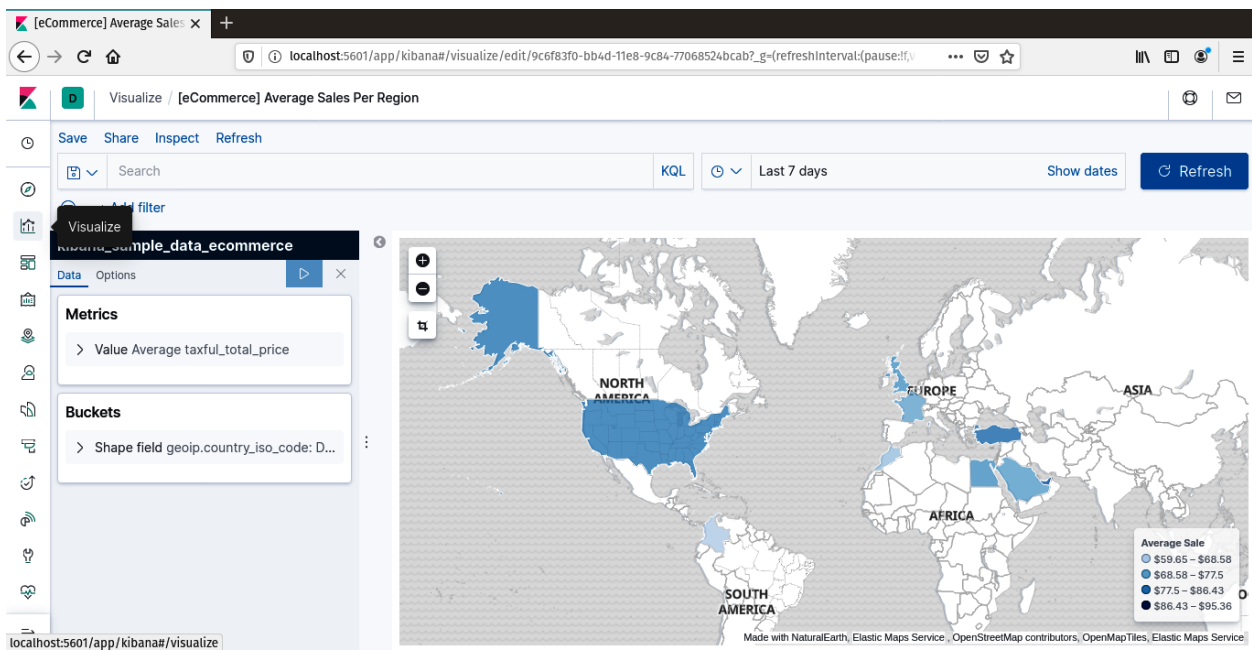 [eCommerce] Average Sales
localhost:5601/app/kibana#/visualize/edit/9c6f83f0-bb4d-11e8-9c84-77068524bcab?_g=(refreshInterval:(pause:!f,v
D
Visualize / [eCommerce] Average Sales Per Region
Save Share Inspect Refresh
Search
KQL
Last 7 days
Show dates
Refresh
Add filter
Visualize
kibana_sample_data_ecommerce
Data Options
Metrics
Value Average taxful_total_price
Buckets
Shape field geoip.country_iso_code: D...
NORTH
AMERICA
EUROPE
ASIA
AFRICA
SOUTH
AMERICA
Average Sale
$59.65 – $68.58
$68.58 – $77.5
$77.5 – $86.43
$86.43 – $95.36
Made with NaturalEarth, Elastic Maps Service , OpenStreetMap contributors, OpenMapTiles, Elastic Maps Service
localhost:5601/app/kibana#/visualize